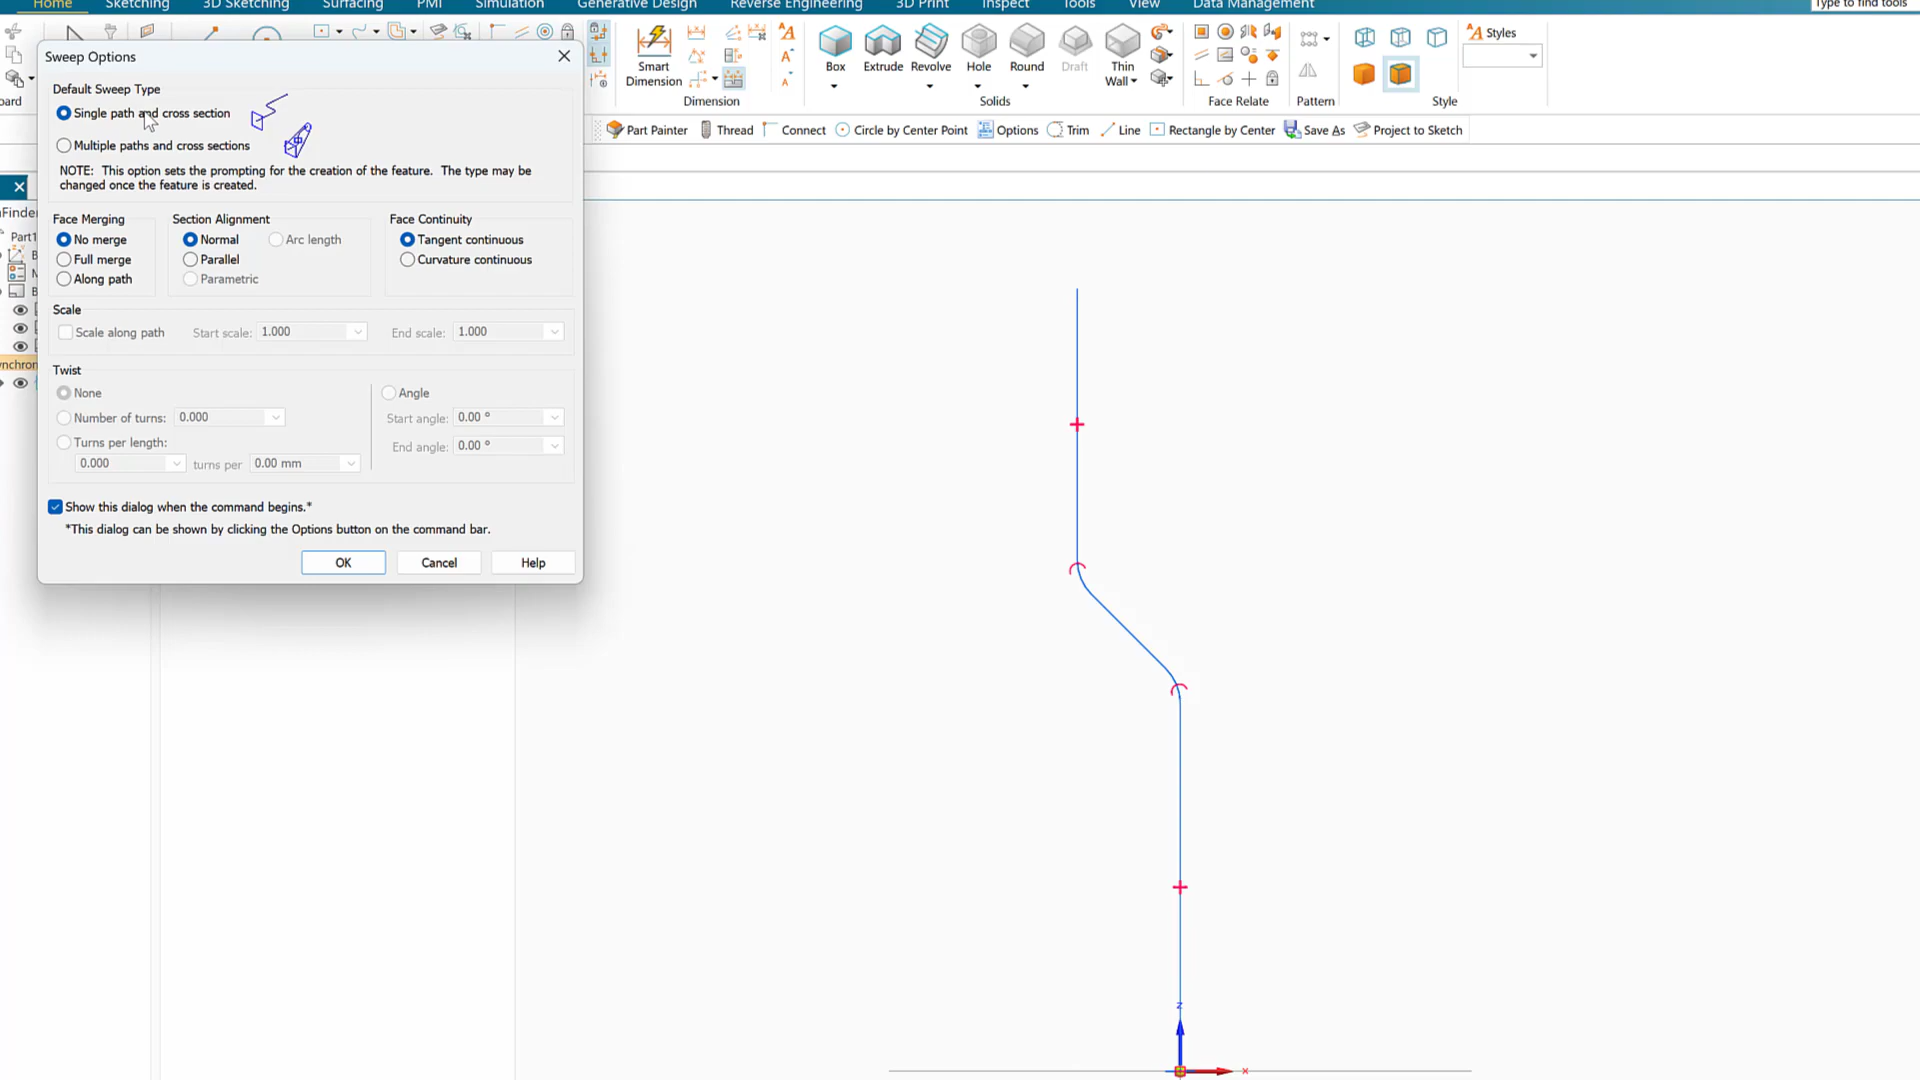 Home Sketching 3D Sketching Surfacing PMI Simulation Generative Design Reverse Engineering 3D Print Inspect Tools View Data Management Type to find tools
Sweep Options
Default Sweep Type
Single path and cross section
Multiple paths and cross sections
NOTE: This option sets the prompting for the creation of the feature. The type may be
changed once the feature is created.
Face Merging
No merge
Full merge
Along path
Section Alignment
Normal Arc length
Parallel
Parametric
Face Continuity
Tangent continuous
Curvature continuous
Scale
Scale along path Start scale: 1.000 End scale: 1.000
Twist
None
Number of turns: 0.000
Turns per length:
0.000 turns per 0.00 mm
Angle
Start angle: 0.00 °
End angle: 0.00 °
Show this dialog when the command begins.*
*This dialog can be shown by clicking the Options button on the command bar.
OK Cancel Help
oard
Smart
Dimension
Dimension
Box Extrude Revolve Hole Round Draft Thin
Wall
Solids
Face Relate
Pattern
Styles
Style
Part Painter Thread Connect Circle by Center Point Options Trim Line Rectangle by Center Save As Project to Sketch
Finder
Part1
B
M
B
nchron
z
x